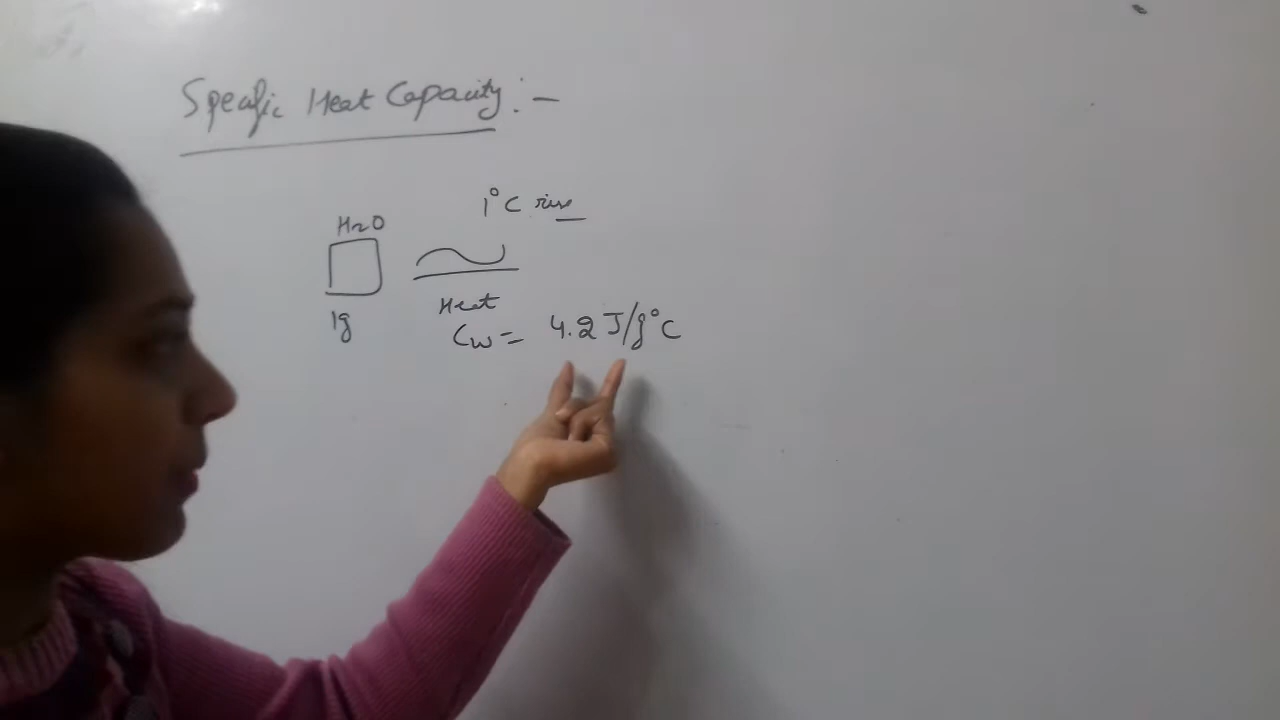 Specific Heat Capacity :-
1°C rise
H2O
Heat
1g
Cw = 4.2 J/g°C